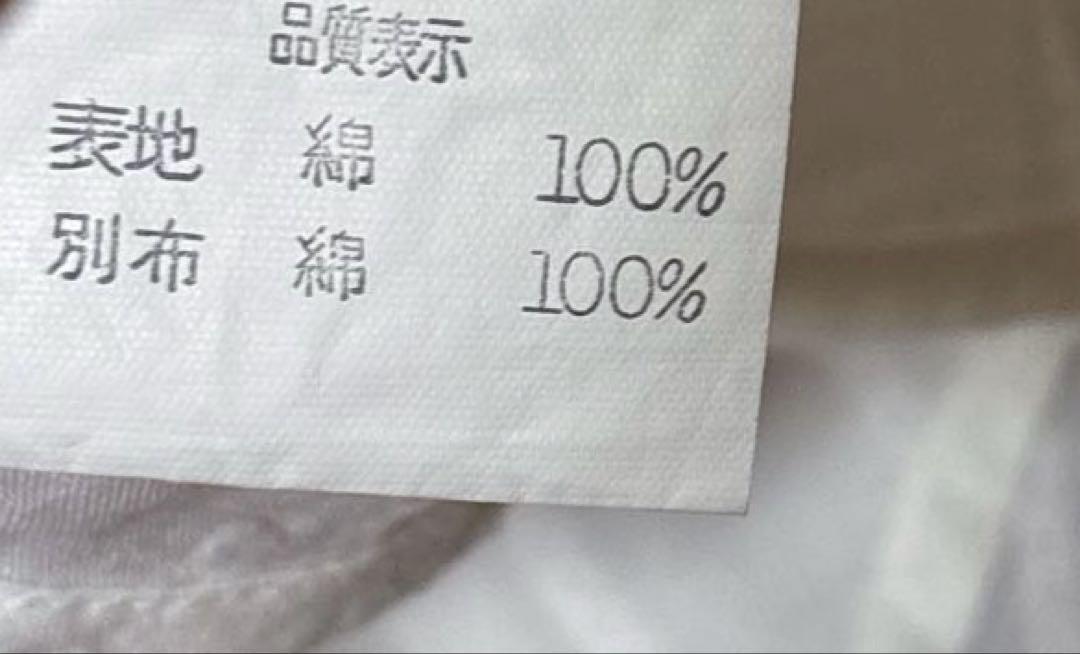 品質表示
表地 綿 100%
別布 綿 100%